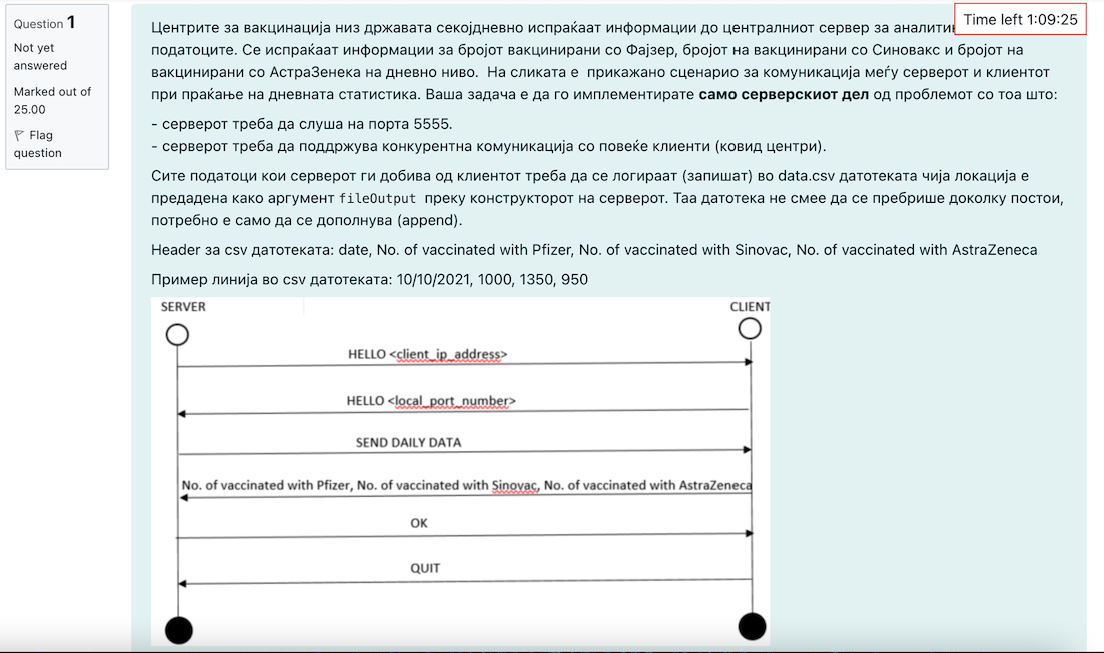 Question 1
Not yet
answered
Marked out of
25.00
Flag
question
Time left 1:09:25
Центрите за вакцинација низ државата секојдневно испраќаат информации до централниот сервер за
податоците. Се испраќаат информации за бројот вакцинирани со Фајзер, бројот на вакцинирани со Синовакс и бројот на
вакцинирани со АстраЗенека на дневно ниво. На сликата е прикажано сценарио за комуникација меѓу серверот и клиентот
при праќање на дневната статистика. Ваша задача е да го имплементирате само серверскиот дел од проблемот со тоа што:
- серверот треба да слуша на порта 5555.
- серверот треба да поддржува конкурентна комуникација со повеќе клиенти (ковид центри).
Сите податоци кои серверот ги добива од клиентот треба да се логираат (запишат) во data.csv датотеката чија локација е
предадена како аргумент fileOutput преку конструкторот на серверот. Таа датотека не смее да се пребрише доколку постои,
потребно е само да се дополнува (append).
Header за csv датотеката: date, No. of vaccinated with Pfizer, No. of vaccinated with Sinovac, No. of vaccinated with AstraZeneca
Пример линија во csv датотеката: 10/10/2021, 1000, 1350, 950
SERVER CLIENT
HELLO <client_ip_address>
HELLO <local_port_number>
SEND DAILY DATA
No. of vaccinated with Pfizer, No. of vaccinated with Sinovac, No. of vaccinated with AstraZeneca
OK
QUIT